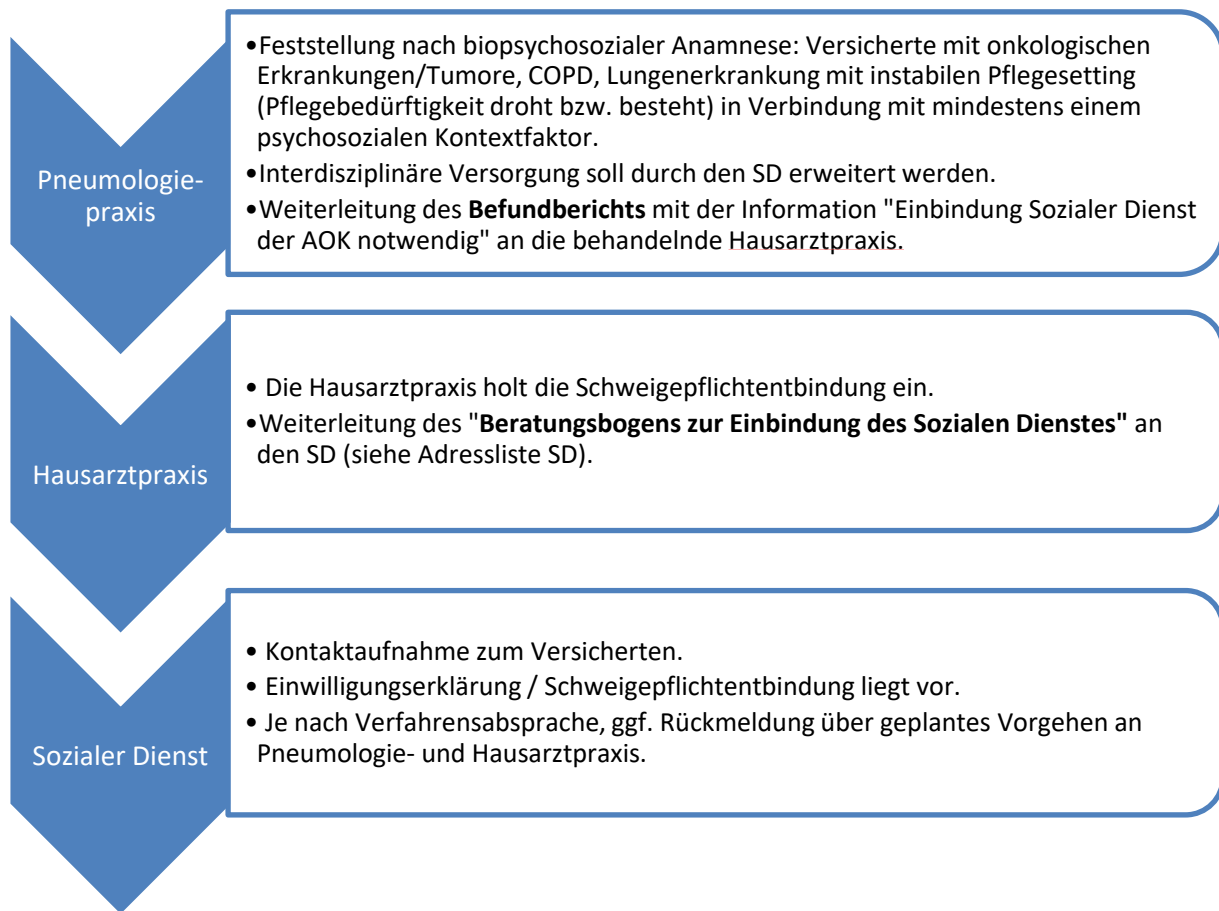 Pneumologie-
praxis
•Feststellung nach biopsychosozialer Anamnese: Versicherte mit onkologischen
Erkrankungen/Tumore, COPD, Lungenerkrankung mit instabilen Pflegesetting
(Pflegebedürftigkeit droht bzw. besteht) in Verbindung mit mindestens einem
psychosozialen Kontextfaktor.
•Interdisziplinäre Versorgung soll durch den SD erweitert werden.
•Weiterleitung des Befundberichts mit der Information "Einbindung Sozialer Dienst
der AOK notwendig" an die behandelnde Hausarztpraxis.
Hausarztpraxis
• Die Hausarztpraxis holt die Schweigepflichtentbindung ein.
•Weiterleitung des "Beratungsbogens zur Einbindung des Sozialen Dienstes" an
den SD (siehe Adressliste SD).
Sozialer Dienst
• Kontaktaufnahme zum Versicherten.
• Einwilligungserklärung / Schweigepflichtentbindung liegt vor.
• Je nach Verfahrensabsprache, ggf. Rückmeldung über geplantes Vorgehen an
Pneumologie- und Hausarztpraxis.